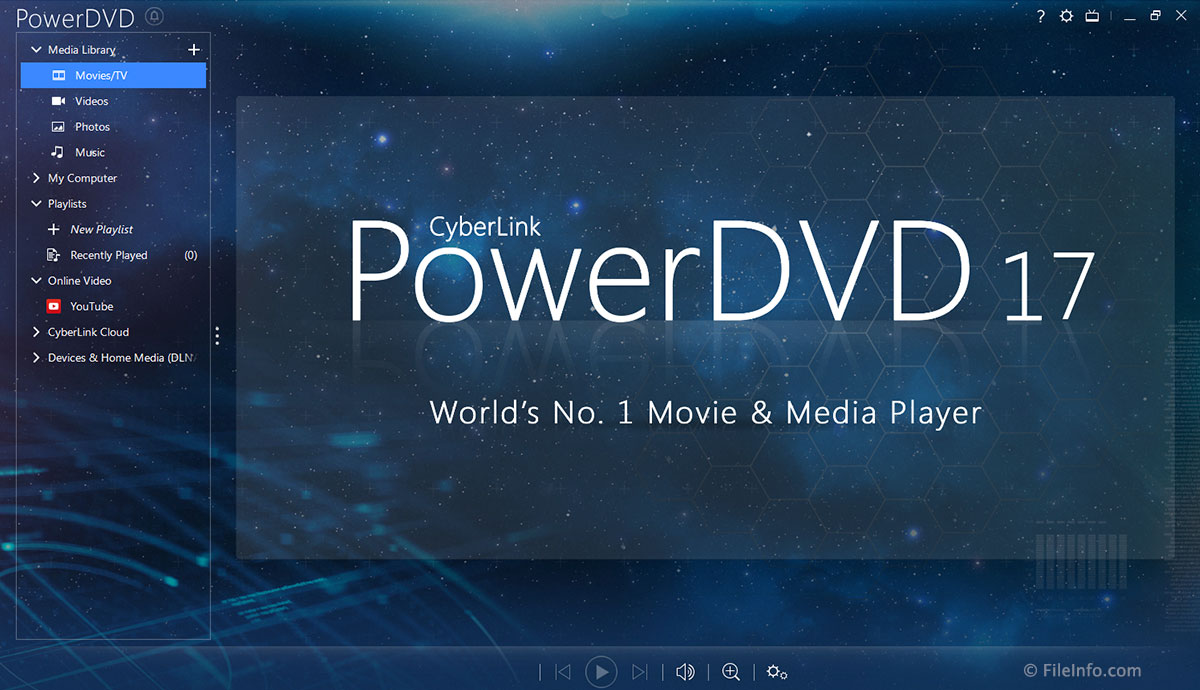 PowerDVD
Media Library
Movies/TV
Videos
Photos
Music
My Computer
Playlists
New Playlist
Recently Played (0)
Online Video
YouTube
CyberLink Cloud
Devices & Home Media (DLN
CyberLink
PowerDVD 17
World's No. 1 Movie & Media Player
© FileInfo.com